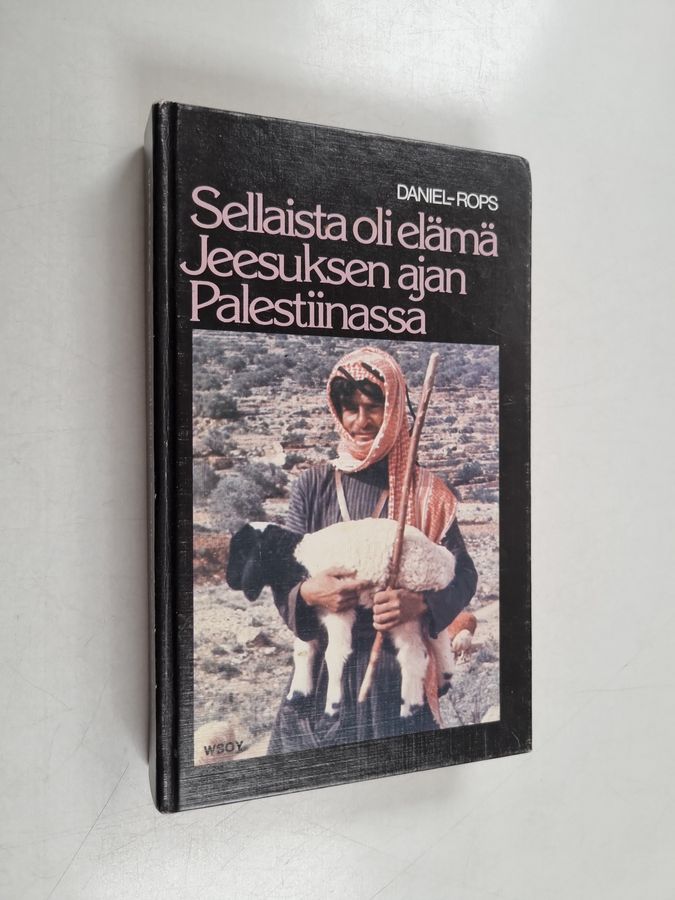 DANIEL-ROPS
Sellaista oli elämä
Jeesuksen ajan
Palestiinassa
WSOY